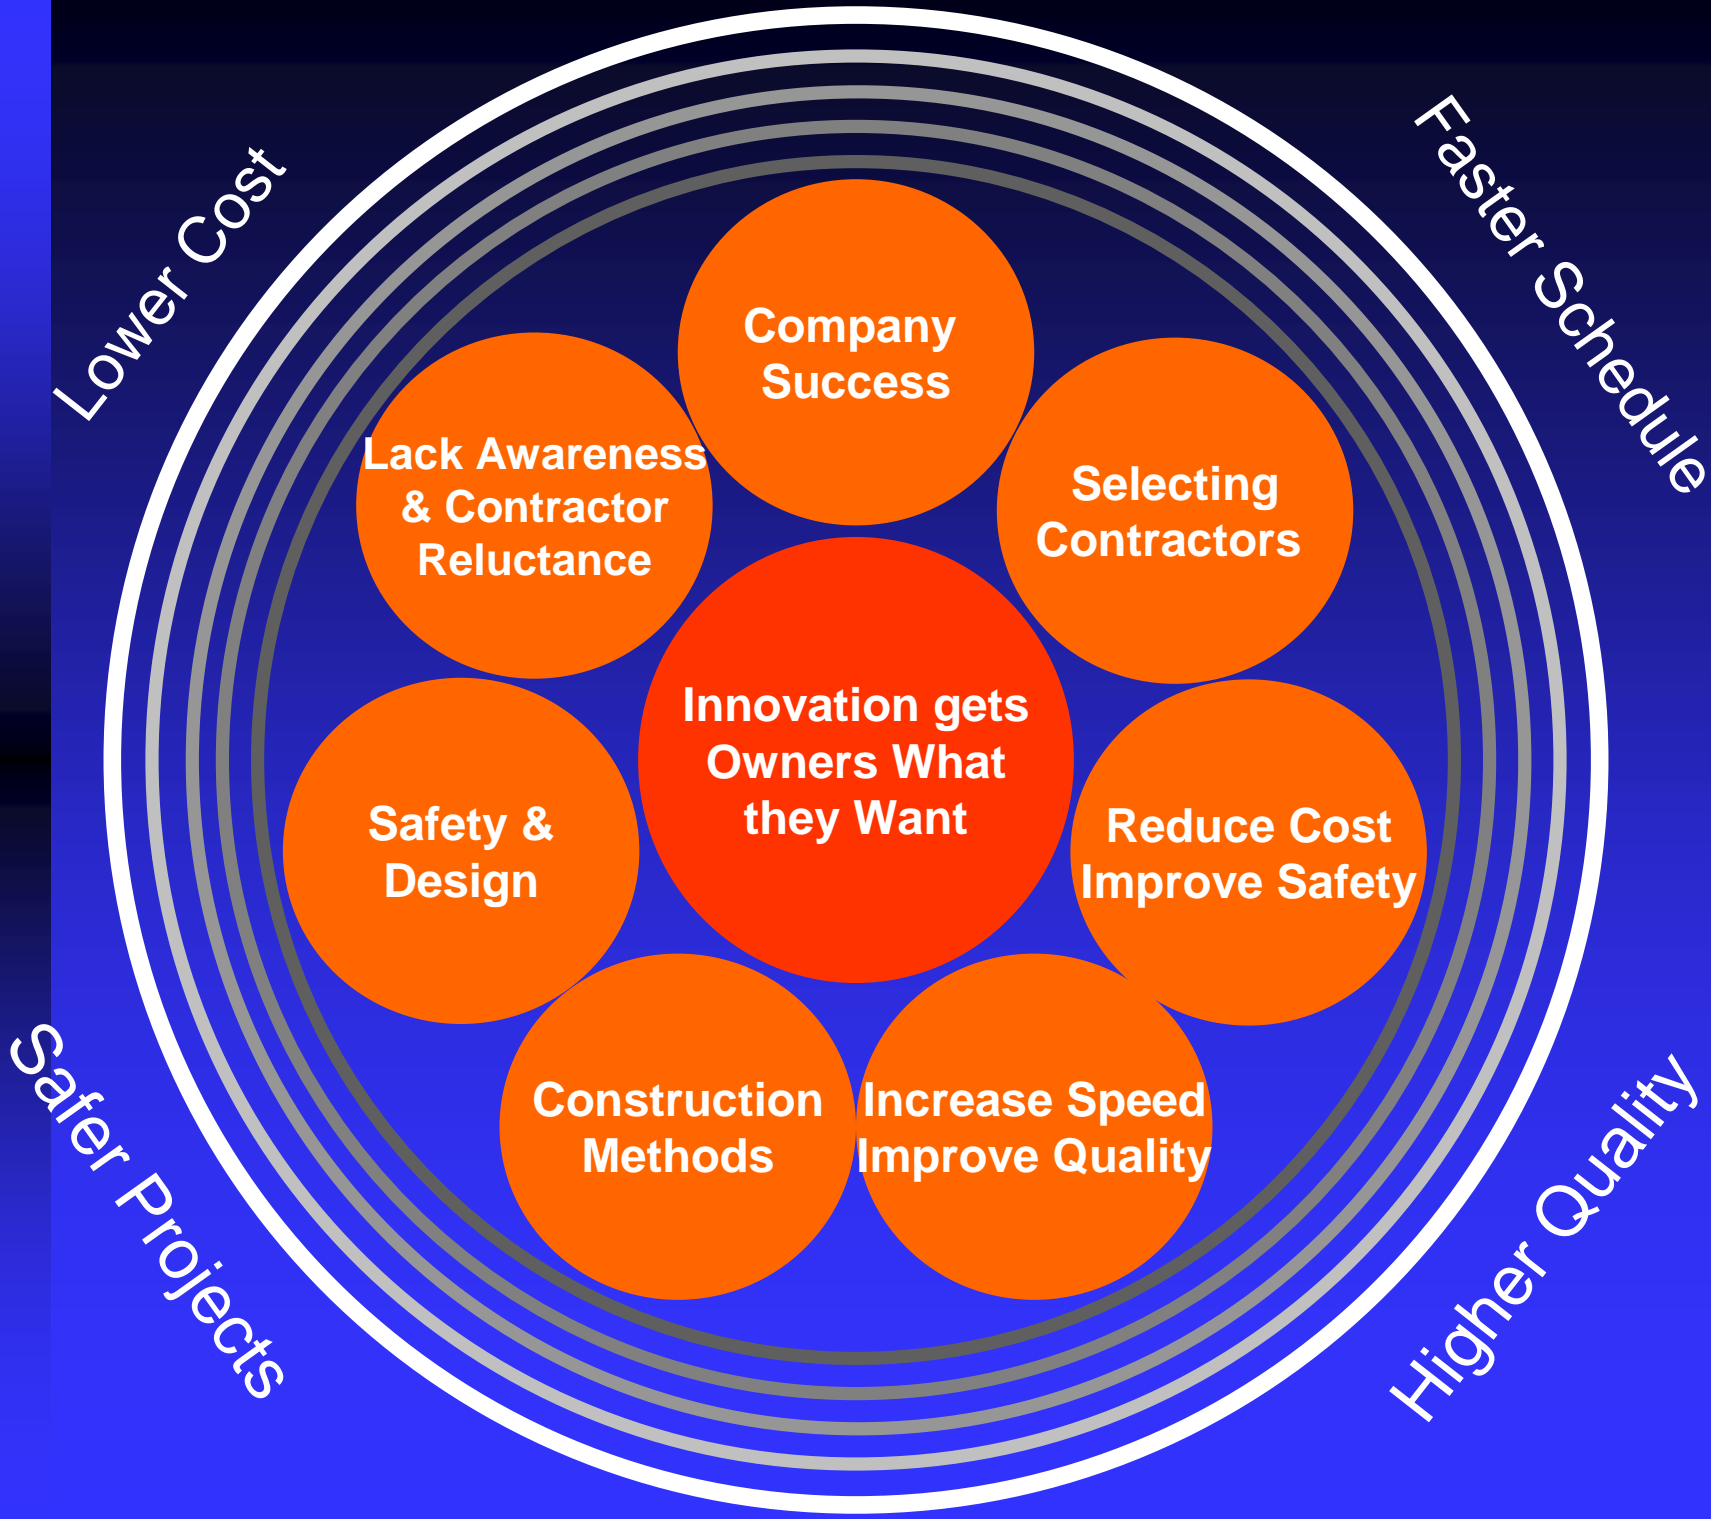 Lower Cost
Faster Schedule
Company
Success
Lack Awareness
& Contractor
Reluctance
Selecting
Contractors
Innovation gets
Owners What
they Want
Safety &
Design
Reduce Cost
Improve Safety
Construction
Methods
Increase Speed
Improve Quality
Safer Projects
Higher Quality